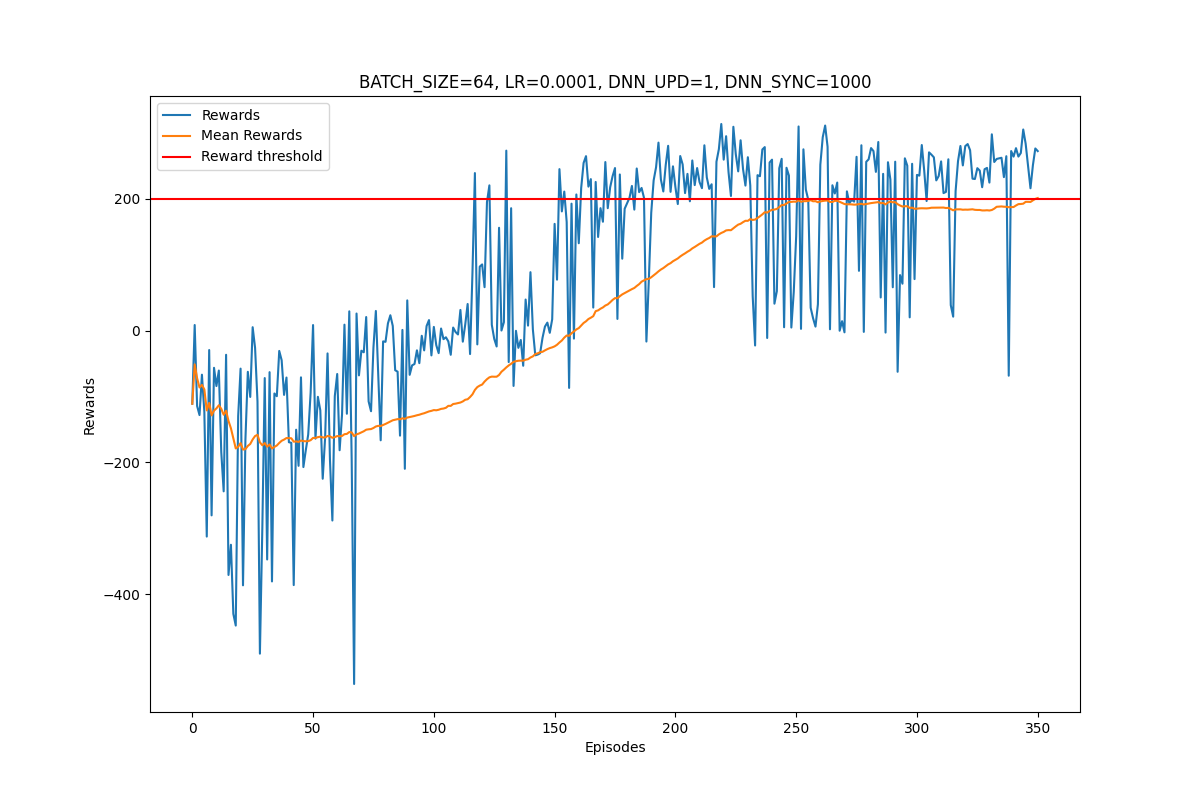 BATCH_SIZE=64, LR=0.0001, DNN_UPD=1, DNN_SYNC=1000
Rewards
Mean Rewards
Reward threshold
200
0
−200
−400
Rewards
0 50 100 150 200 250 300 350
Episodes